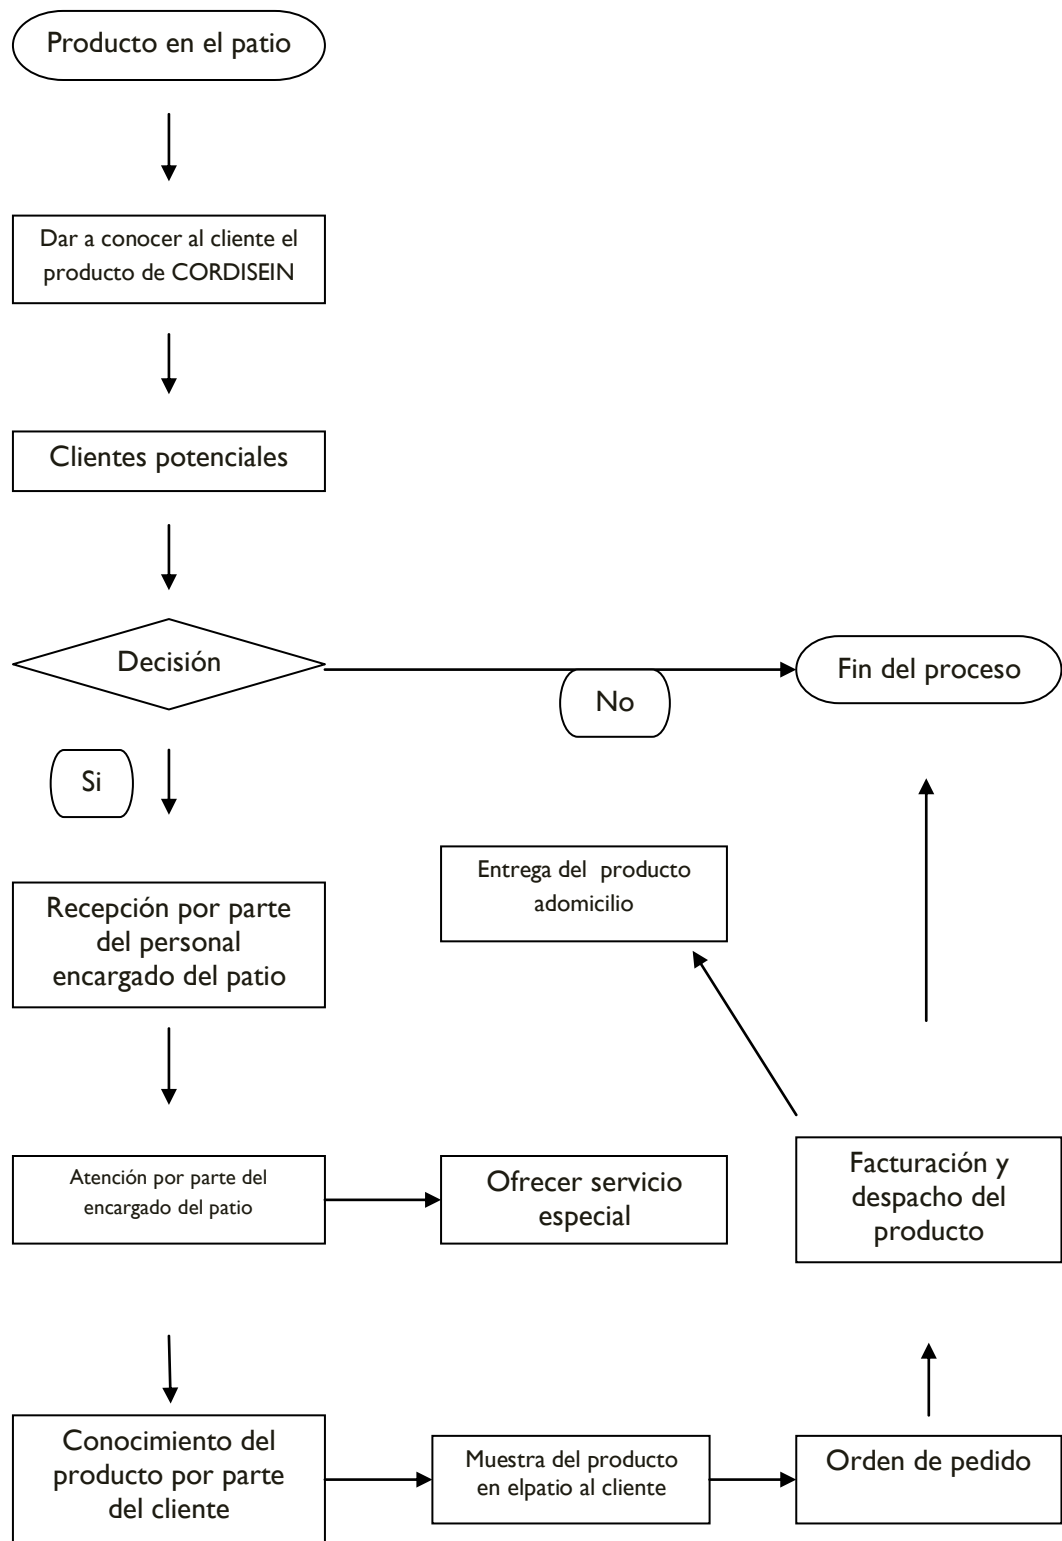 Producto en el patio
Dar a conocer al cliente el
producto de CORDISEIN
Clientes potenciales
Decisión
No
Fin del proceso
Si
Entrega del  producto
adomicilio
Recepción por parte
del personal
encargado del patio
Atención por parte del
encargado del patio
Ofrecer servicio
especial
Facturación y
despacho del
producto
Conocimiento del
producto por parte
del cliente
Muestra del producto
en elpatio al cliente
Orden de pedido